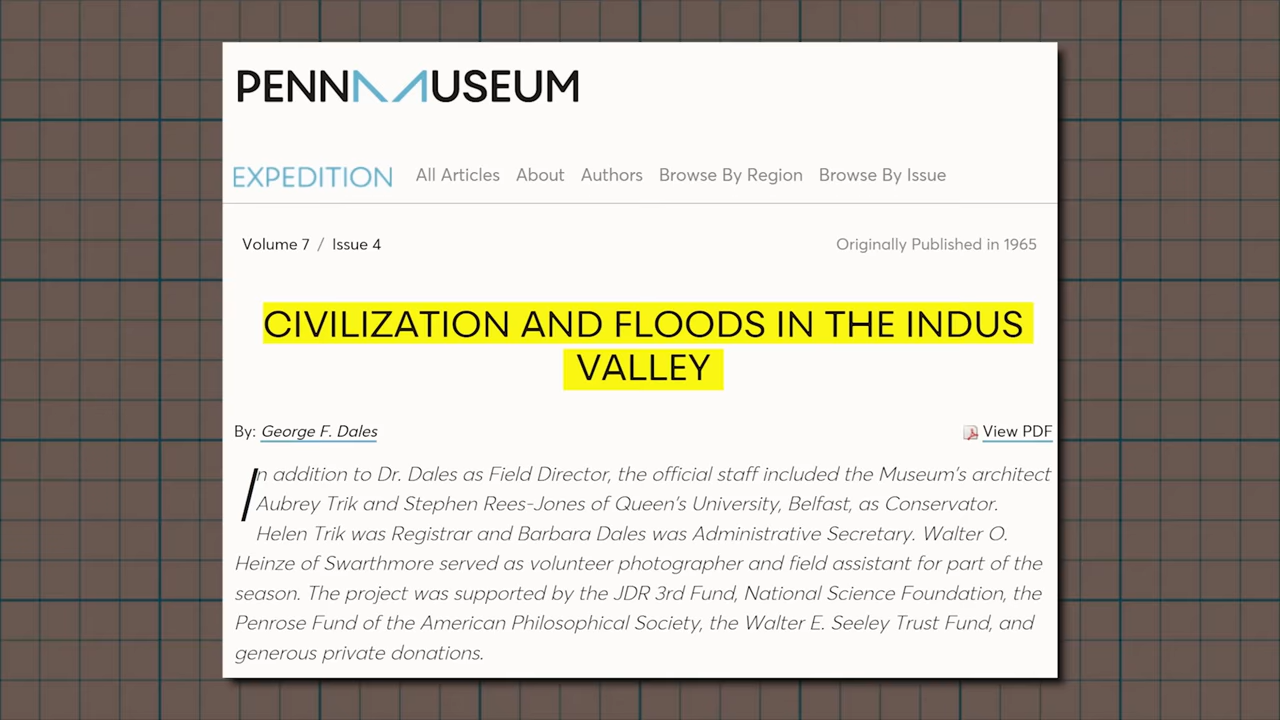 PENN MUSEUM
EXPEDITION All Articles About Authors Browse By Region Browse By Issue
Volume 7 / Issue 4 Originally Published in 1965
CIVILIZATION AND FLOODS IN THE INDUS
VALLEY
By: George F. Dales View PDF
In addition to Dr. Dales as Field Director, the official staff included the Museum's architect
Aubrey Trik and Stephen Rees-Jones of Queen's University, Belfast, as Conservator.
Helen Trik was Registrar and Barbara Dales was Administrative Secretary. Walter O.
Heinze of Swarthmore served as volunteer photographer and field assistant for part of the
season. The project was supported by the JDR 3rd Fund, National Science Foundation, the
Penrose Fund of the American Philosophical Society, the Walter E. Seeley Trust Fund, and
generous private donations.